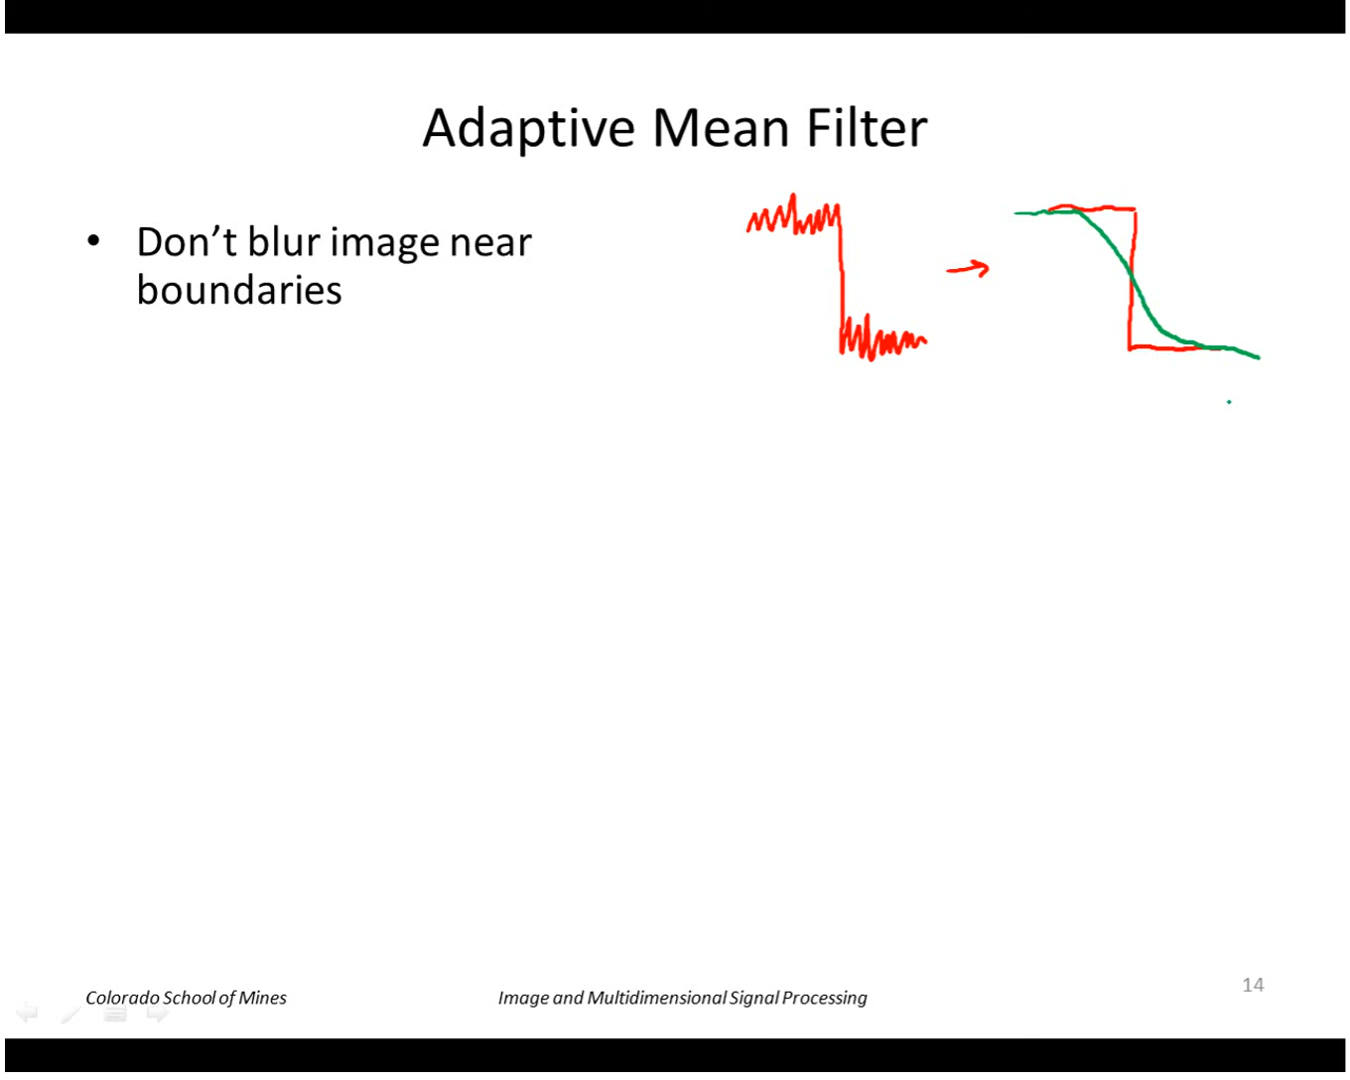 Adaptive Mean Filter
• Don’t blur image near
boundaries
Colorado School of Mines
Image and Multidimensional Signal Processing
14